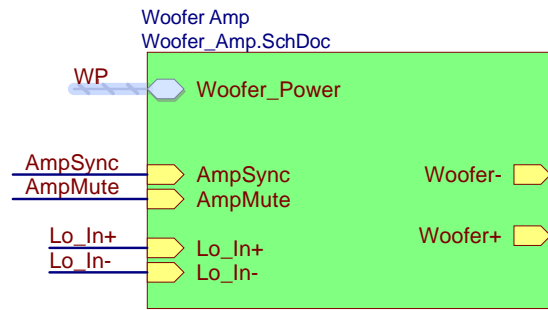 Woofer Amp
Woofer_Amp.SchDoc
WP
Woofer_Power
AmpSync
AmpSync
Woofer-
AmpMute
AmpMute
Woofer+
Lo_In+
Lo_In+
Lo_In-
Lo_In-